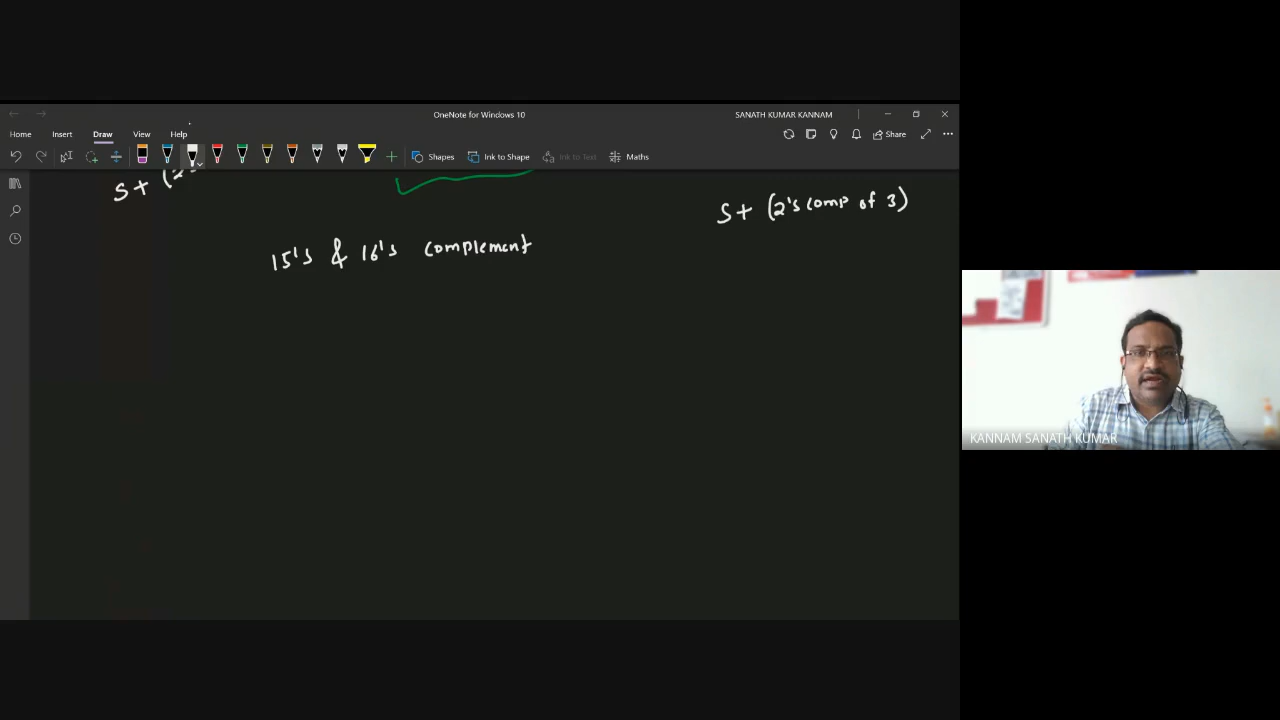 OneNote for Windows 10
SANATH KUMAR KANNAM
Home Insert Draw View Help
Share
Shapes Ink to Shape Ink to Text Maths
S+ (2's
S+ (2's comp of 3)
15's & 16's complement
KANNAM SANATH KUMAR